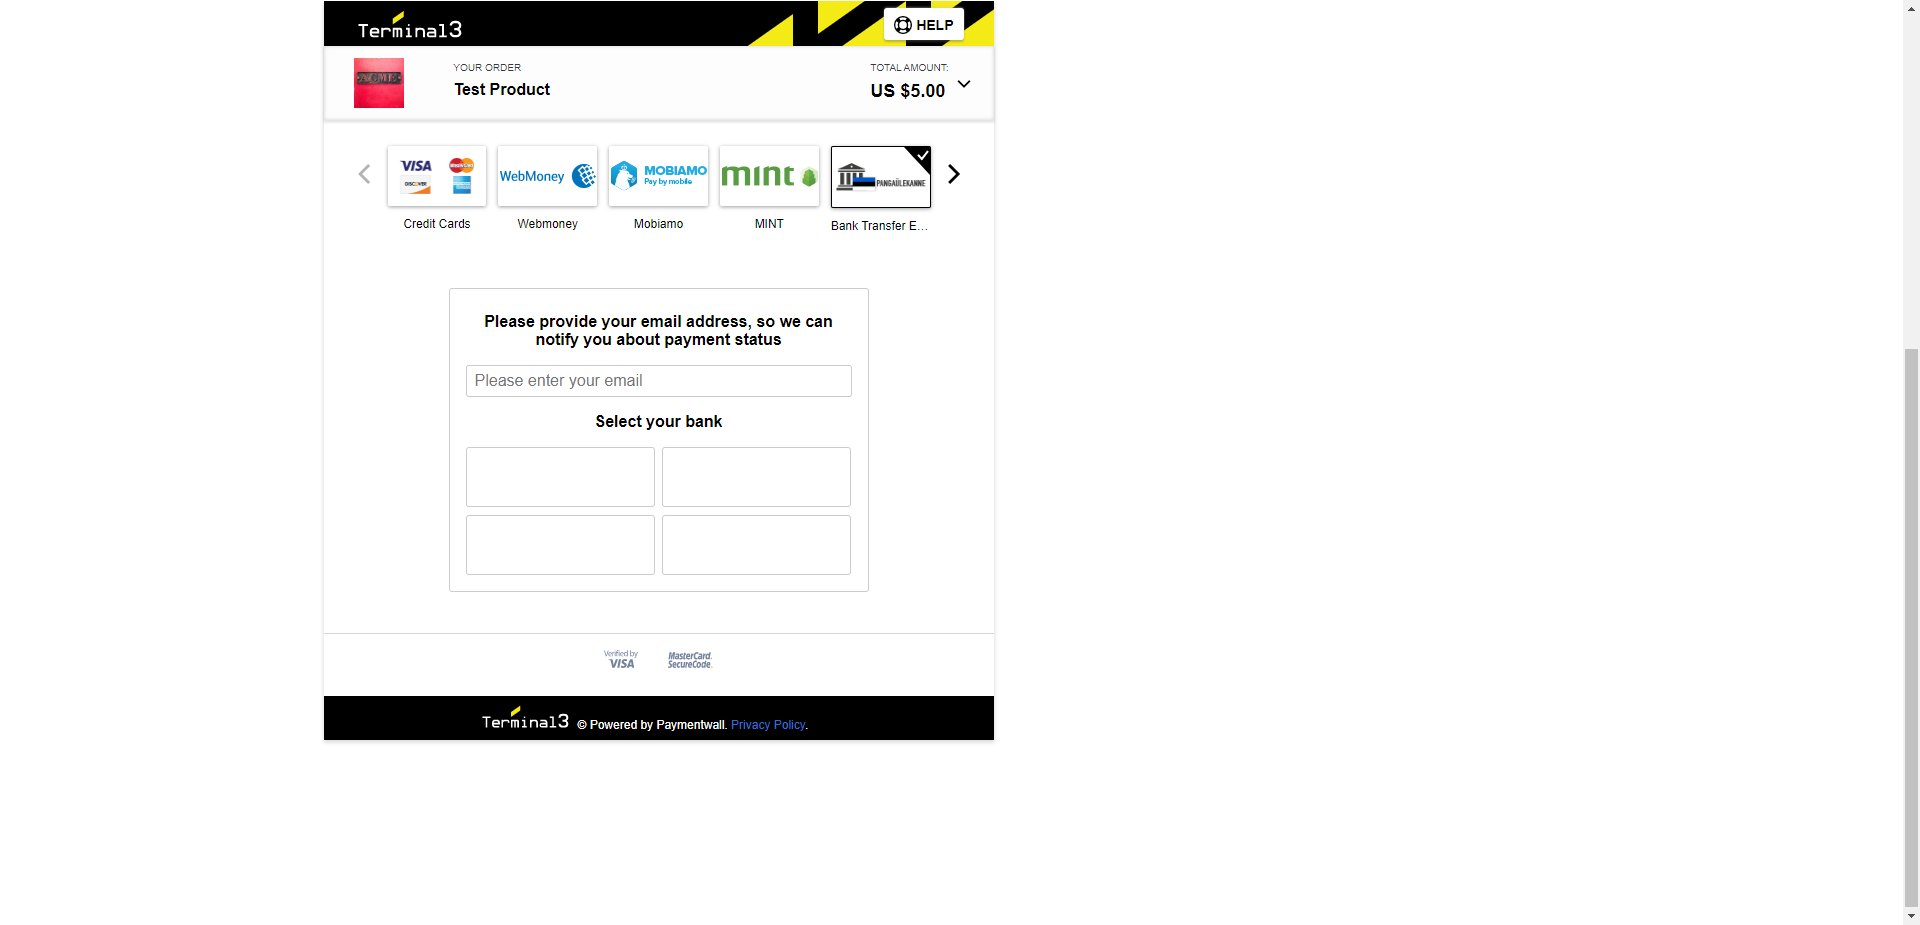 Terminal3
HELP
YOUR ORDER
TOTAL AMOUNT:
Test Product
US $5.00
VISA
DISCOVER
WebMoney
MOBIAMO
Pay by mobile
mint
PANGAÜLEKANNE
Credit Cards
Webmoney
Mobiamo
MINT
Bank Transfer E...
Please provide your email address, so we can
notify you about payment status
Please enter your email
Select your bank
Verified by
VISA
MasterCard.
SecureCode.
Terminal3 © Powered by Paymentwall. Privacy Policy.